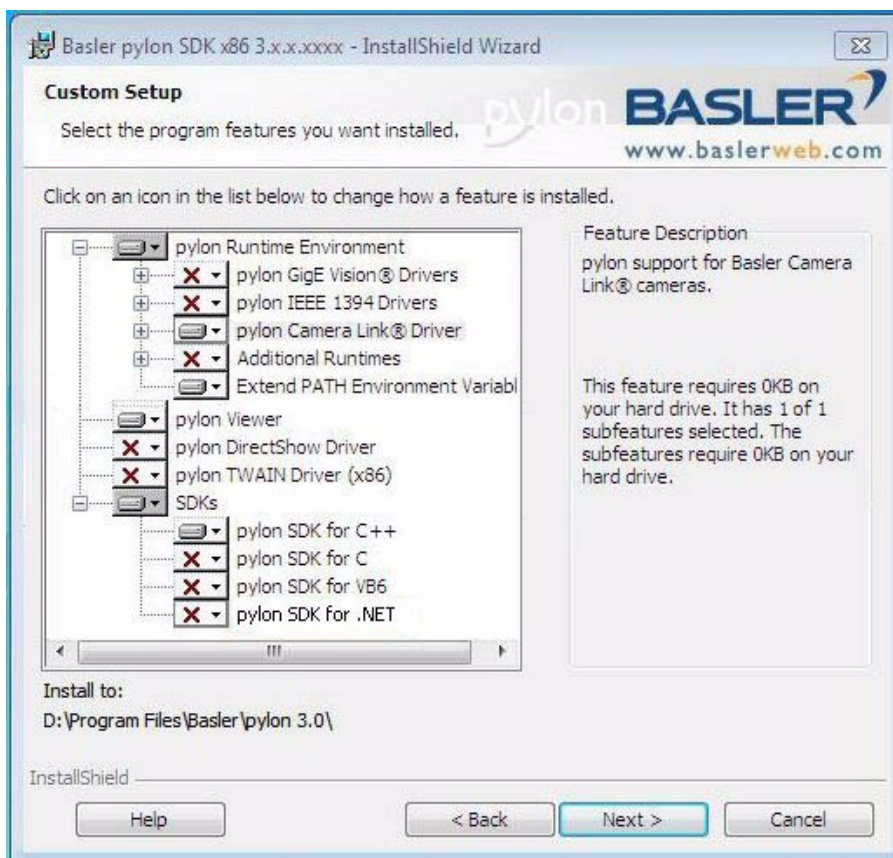 Basler pylon SDK x86 3.x.x.xxxx - InstallShield Wizard
Custom Setup
Select the program features you want installed.
pylon
BASLER
www.baslerweb.com
Click on an icon in the list below to change how a feature is installed.
pylon Runtime Environment
pylon GigE Vision® Drivers
pylon IEEE 1394 Drivers
pylon Camera Link® Driver
Additional Runtimes
Extend PATH Environment Variabl
pylon Viewer
pylon DirectShow Driver
pylon TWAIN Driver (x86)
SDKs
pylon SDK for C++
pylon SDK for C
pylon SDK for VB6
pylon SDK for .NET
Feature Description
pylon support for Basler Camera
Link® cameras.
This feature requires 0KB on
your hard drive. It has 1 of 1
subfeatures selected. The
subfeatures require 0KB on your
hard drive.
Install to:
D:\Program Files\Basler\pylon 3.0\
InstallShield
Help
< Back
Next >
Cancel